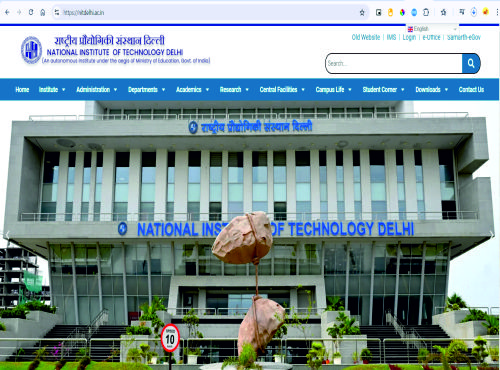 https://nitdelhi.ac.in
English
राष्ट्रीय प्रौद्योगिकी संस्थान दिल्ली
NATIONAL INSTITUTE OF TECHNOLOGY DELHI
(An autonomous Institute under the aegis of Ministry of Education, Govt. of India)
Old Website | IMS | Login | e-Office | Samarth-eGov
Search...
Home Institute Administration Departments Academics Research Central Facilities Campus Life Student Corner Downloads Contact Us
राष्ट्रीय प्रौद्योगिकी संस्थान दिल्ली
NATIONAL INSTITUTE OF TECHNOLOGY DELHI
10